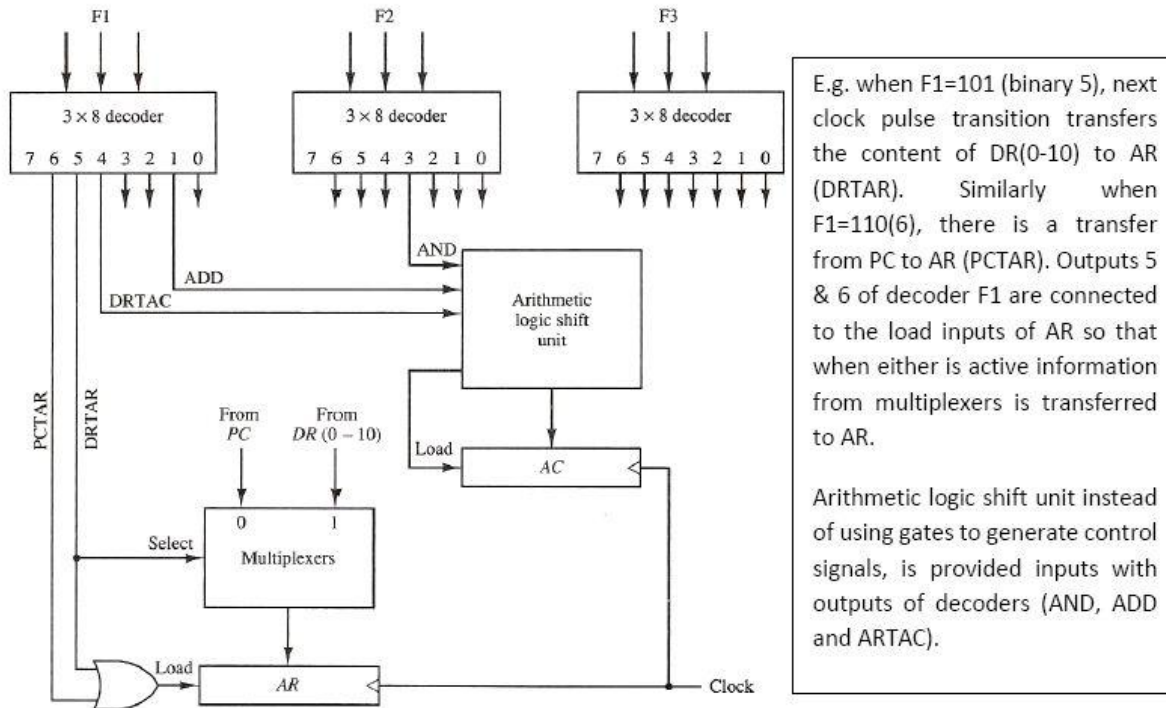 F1
F2
F3
3 × 8 decoder
7 6 5 4 3 2 1 0
3 × 8 decoder
7 6 5 4 3 2 1 0
3 × 8 decoder
7 6 5 4 3 2 1 0
AND
ADD
DRTAC
Arithmetic
logic shift
unit
PCTAR
DRTAR
From
PC
From
DR (0 – 10)
Load
AC
0 1
Select
Multiplexers
Load
AR
Clock
E.g. when F1=101 (binary 5), next
clock pulse transition transfers
the content of DR(0-10) to AR
(DRTAR). Similarly when
F1=110(6), there is a transfer
from PC to AR (PCTAR). Outputs 5
& 6 of decoder F1 are connected
to the load inputs of AR so that
when either is active information
from multiplexers is transferred
to AR.
Arithmetic logic shift unit instead
of using gates to generate control
signals, is provided inputs with
outputs of decoders (AND, ADD
and ARTAC).